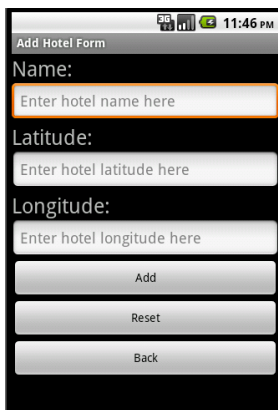 3G 11:46 PM
Add Hotel Form
Name:
Enter hotel name here
Latitude:
Enter hotel latitude here
Longitude:
Enter hotel longitude here
Add
Reset
Back